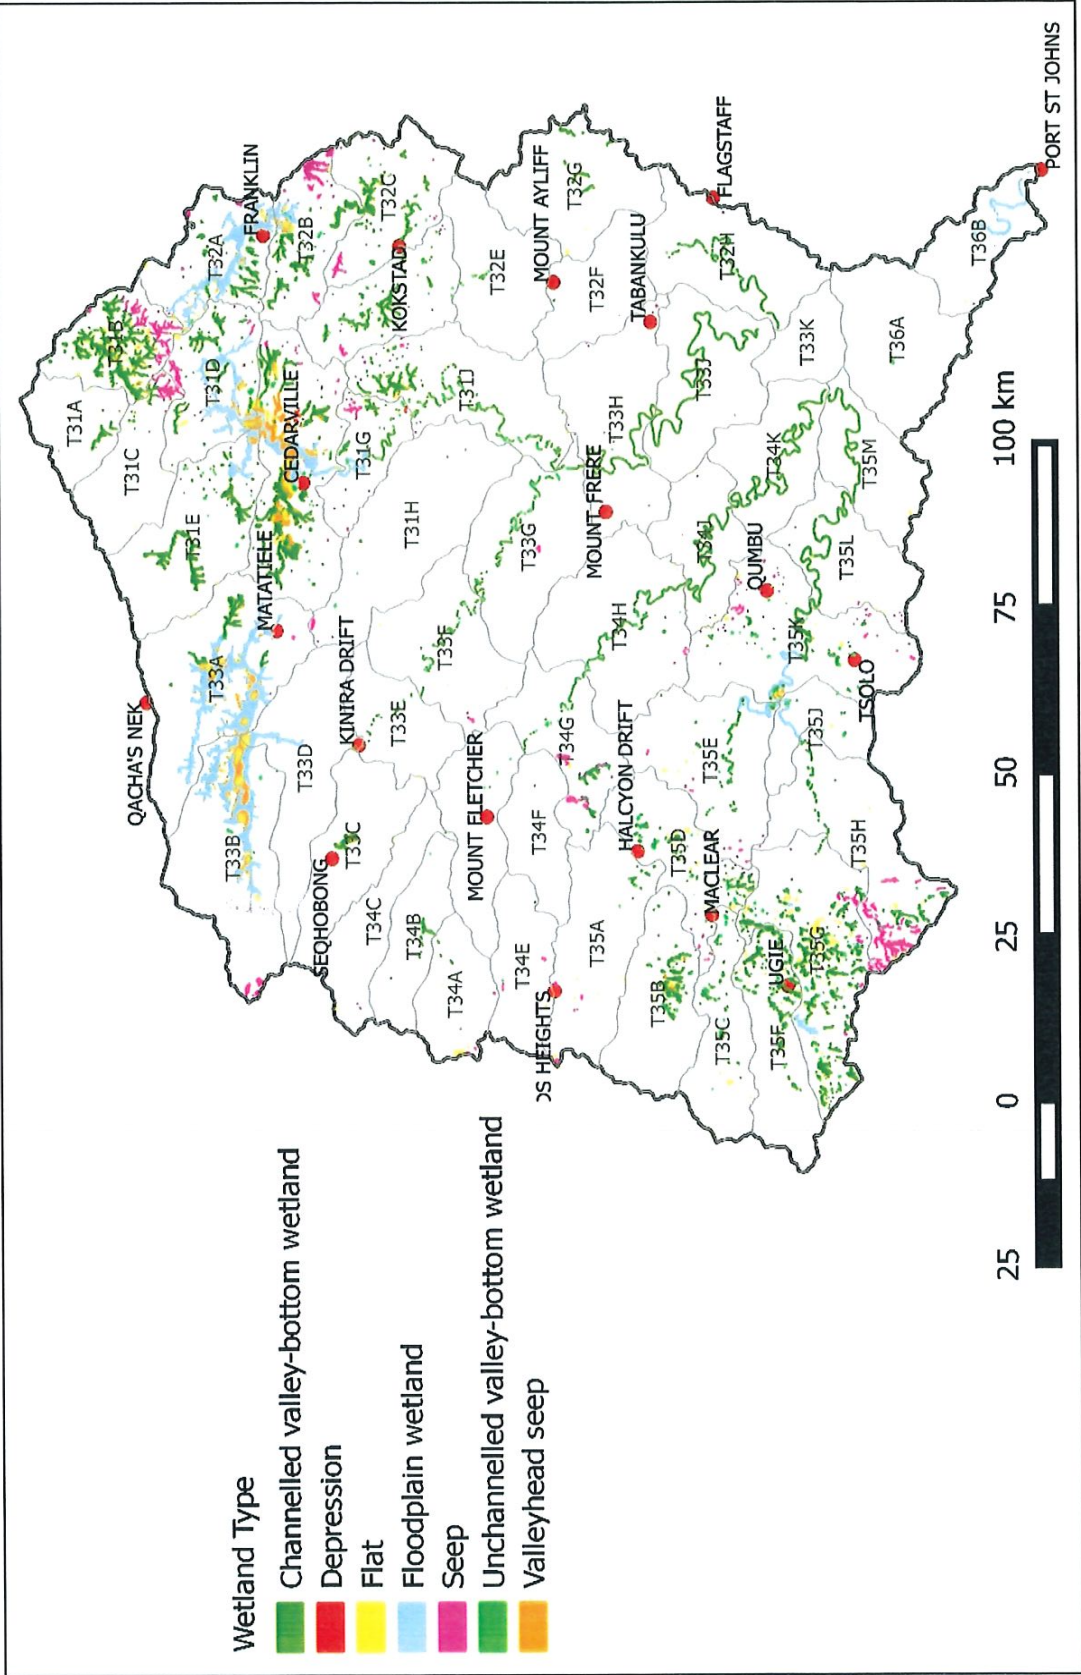 Wetland Type
Channelled valley-bottom wetland
Depression
Flat
Floodplain wetland
Seep
Unchannelled valley-bottom wetland
Valleyhead seep
QACHA'S NEK
T31A
T31B
T31C
T31D
T31E
T32A
FRANKLIN
T32B
CEDARVILLE
MATATIELE
T33A
T33B
T33D
T31G
KOKSTAD
T32C
KINIRA DRIFT
SEQHOBONG
T33C
T33E
T31H
T31J
T32E
MOUNT AYLIFF
T32G
T32F
T34C
T34B
T34A
T33F
T33G
MOUNT FLETCHER
T34E
T34F
T34G
MOUNT FRERE
T33H
TABANKULU
FLAGSTAFF
T32H
OS HEIGHTS
T35A
HALCYON DRIFT
T34H
T34J
T33J
T35B
T35D
T35E
MACLEAR
T35C
QUMBU
T34K
T33K
UGIE
T35F
T35G
T35J
T35K
T35L
T35M
T36A
T35H
TSOLO
T36B
PORT ST JOHNS
25 0 25 50 75 100 km